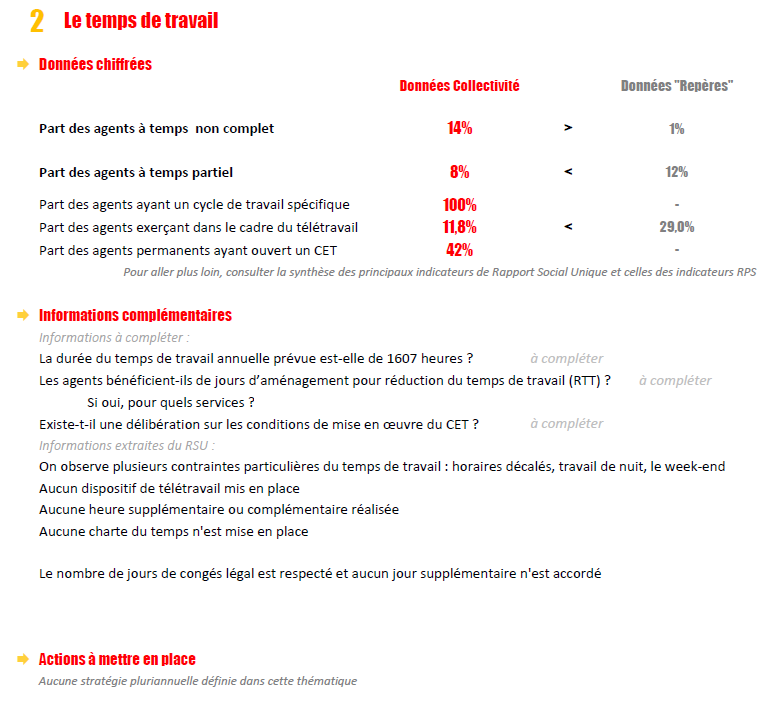 2 Le temps de travail
Données chiffrées
Données Collectivité Données "Repères"
Part des agents à temps non complet 14% > 1%
Part des agents à temps partiel 8% < 12%
Part des agents ayant un cycle de travail spécifique 100% -
Part des agents exerçant dans le cadre du télétravail 11,8% < 29,0%
Part des agents permanents ayant ouvert un CET 42% -
Pour aller plus loin, consulter la synthèse des principaux indicateurs de Rapport Social Unique et celles des indicateurs RPS
Informations complémentaires
Informations à compléter :
La durée du temps de travail annuelle prévue est-elle de 1607 heures ? à compléter
Les agents bénéficient-ils de jours d’aménagement pour réduction du temps de travail (RTT) ? à compléter
Si oui, pour quels services ?
Existe-t-il une délibération sur les conditions de mise en œuvre du CET ? à compléter
Informations extraites du RSU :
On observe plusieurs contraintes particulières du temps de travail : horaires décalés, travail de nuit, le week-end
Aucun dispositif de télétravail mis en place
Aucune heure supplémentaire ou complémentaire réalisée
Aucune charte du temps n'est mise en place
Le nombre de jours de congés légal est respecté et aucun jour supplémentaire n'est accordé
Actions à mettre en place
Aucune stratégie pluriannuelle définie dans cette thématique